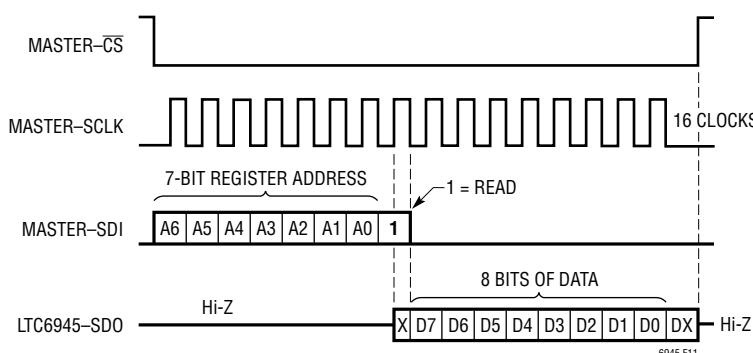 MASTER–C̅S̅
MASTER–SCLK
16 CLOCKS
7-BIT REGISTER ADDRESS
1 = READ
MASTER–SDI
A6 A5 A4 A3 A2 A1 A0 1
8 BITS OF DATA
Hi-Z
LTC6945–SDO
X D7 D6 D5 D4 D3 D2 D1 D0 DX
Hi-Z
6945 F11